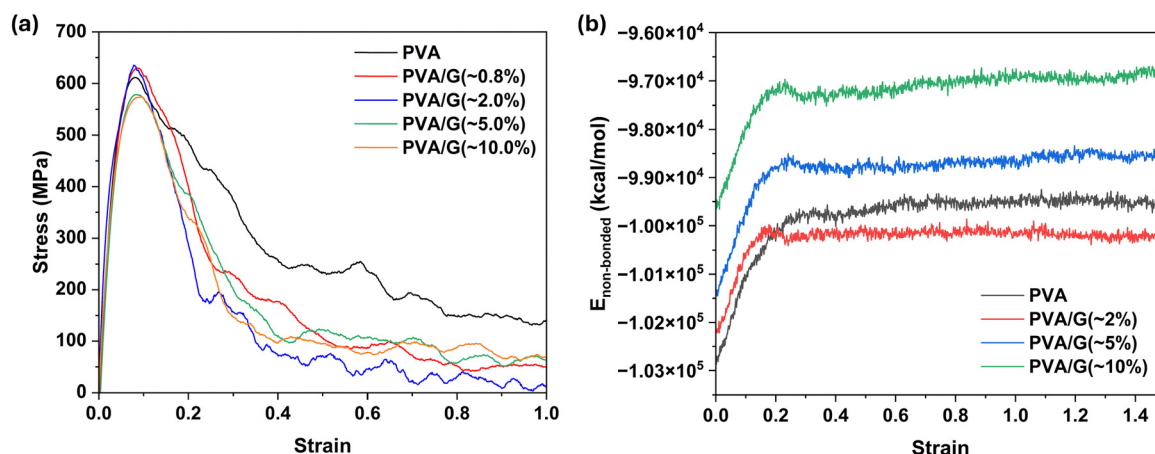 (a)
700
600
500
400
300
200
100
0
Stress (MPa)
0.0
0.2
0.4
0.6
0.8
1.0
Strain
PVA
PVA/G(~0.8%)
PVA/G(~2.0%)
PVA/G(~5.0%)
PVA/G(~10.0%)
(b)
−9.60×10⁴
−9.70×10⁴
−9.80×10⁴
−9.90×10⁴
−1.00×10⁵
−1.01×10⁵
−1.02×10⁵
−1.03×10⁵
E_non-bonded (kcal/mol)
0.0
0.2
0.4
0.6
0.8
1.0
1.2
1.4
Strain
PVA
PVA/G(~2%)
PVA/G(~5%)
PVA/G(~10%)